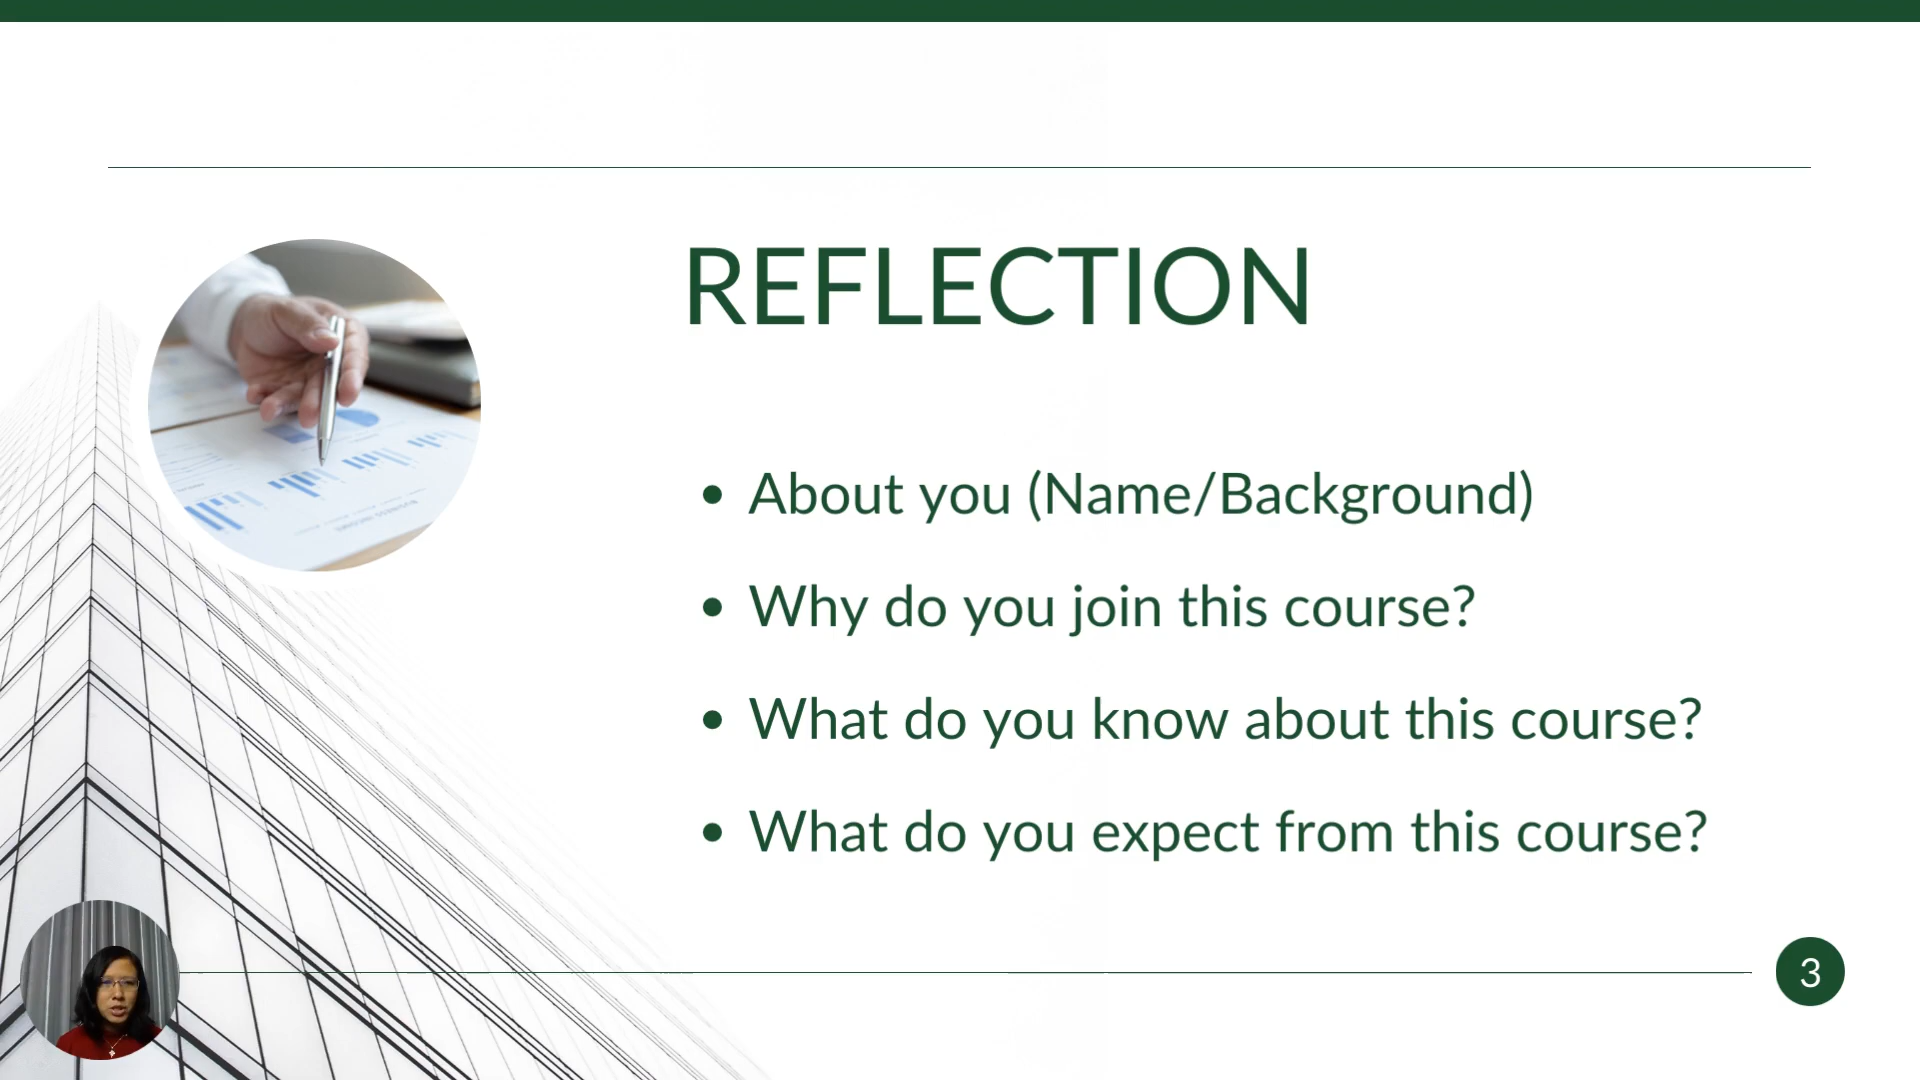 REFLECTION
• About you (Name/Background)
• Why do you join this course?
• What do you know about this course?
• What do you expect from this course?
3